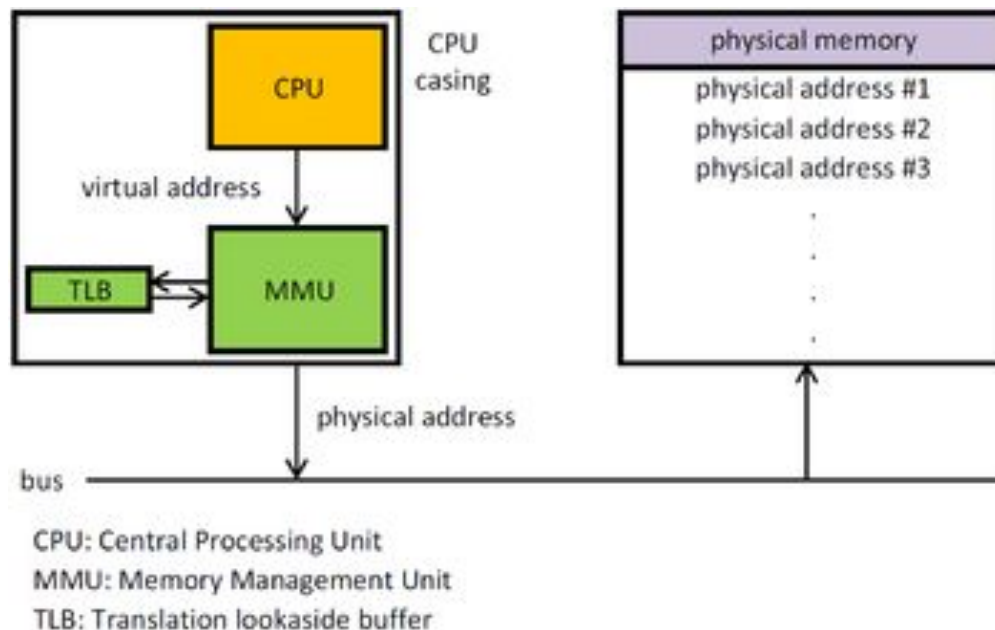 CPU
CPU
casing
virtual address
TLB
MMU
physical address
bus
physical memory
physical address #1
physical address #2
physical address #3
.
.
.
.
CPU: Central Processing Unit
MMU: Memory Management Unit
TLB: Translation lookaside buffer